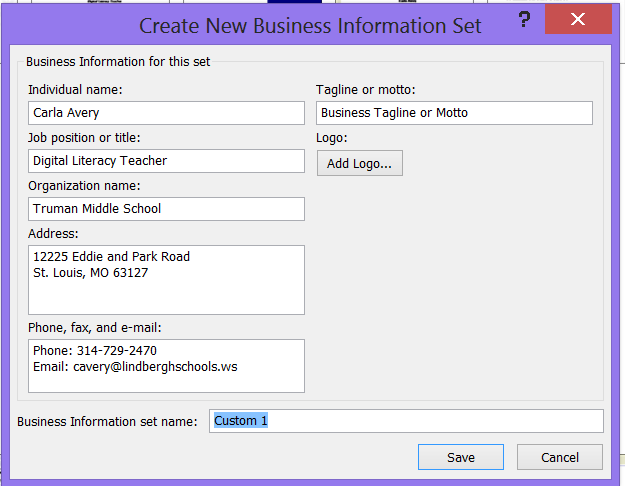 Create New Business Information Set
?
X
Business Information for this set
Individual name:
Carla Avery
Job position or title:
Digital Literacy Teacher
Organization name:
Truman Middle School
Address:
12225 Eddie and Park Road
St. Louis, MO 63127
Phone, fax, and e-mail:
Phone: 314-729-2470
Email: cavery@lindberghschools.ws
Tagline or motto:
Business Tagline or Motto
Logo:
Add Logo...
Business Information set name:
Custom 1
Save
Cancel